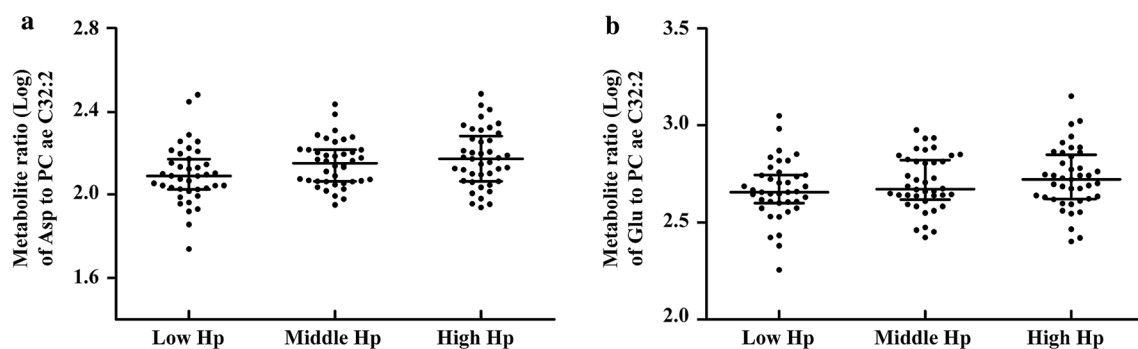 a
Metabolite ratio (Log)
of Asp to PC ae C32:2
2.8
2.4
2.0
1.6
Low Hp
Middle Hp
High Hp
b
Metabolite ratio (Log)
of Glu to PC ae C32:2
3.5
3.0
2.5
2.0
Low Hp
Middle Hp
High Hp